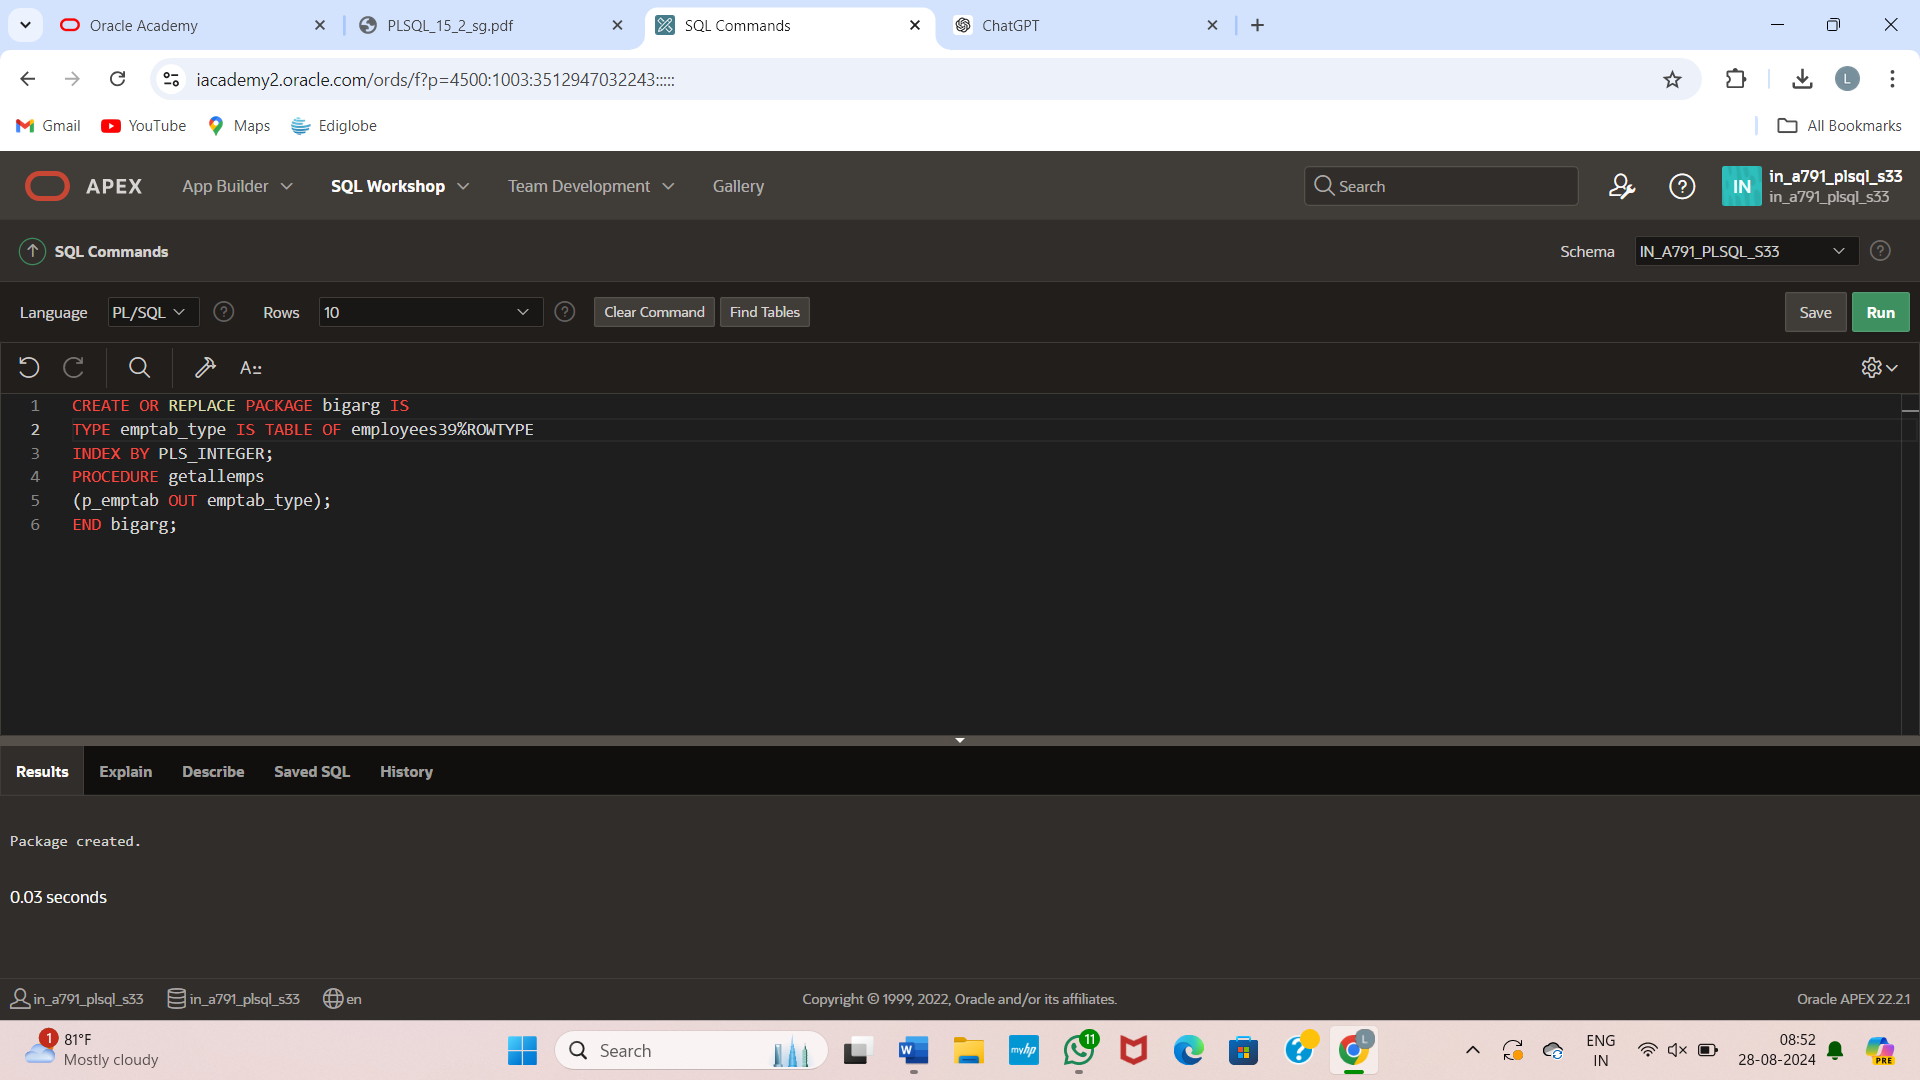 Oracle Academy
PLSQL_15_2_sg.pdf
SQL Commands
ChatGPT
iacademy2.oracle.com/ords/f?p=4500:1003:3512947032243:::::
L
Gmail
YouTube
Maps
Ediglobe
All Bookmarks
APEX
App Builder
SQL Workshop
Team Development
Gallery
Search
IN
in_a791_plsql_s33
in_a791_plsql_s33
SQL Commands
Schema
IN_A791_PLSQL_S33
Language
PL/SQL
Rows
10
Clear Command
Find Tables
Save
Run
1 CREATE OR REPLACE PACKAGE bigarg IS
2 TYPE emptab_type IS TABLE OF employees39%ROWTYPE
3 INDEX BY PLS_INTEGER;
4 PROCEDURE getallemps
5 (p_emptab OUT emptab_type);
6 END bigarg;
Results
Explain
Describe
Saved SQL
History
Package created.
0.03 seconds
in_a791_plsql_s33
in_a791_plsql_s33
en
Copyright © 1999, 2022, Oracle and/or its affiliates.
Oracle APEX 22.2.1
1
81°F
Mostly cloudy
Search
W
myhp
11
L
ENG
IN
08:52
28-08-2024
PRE